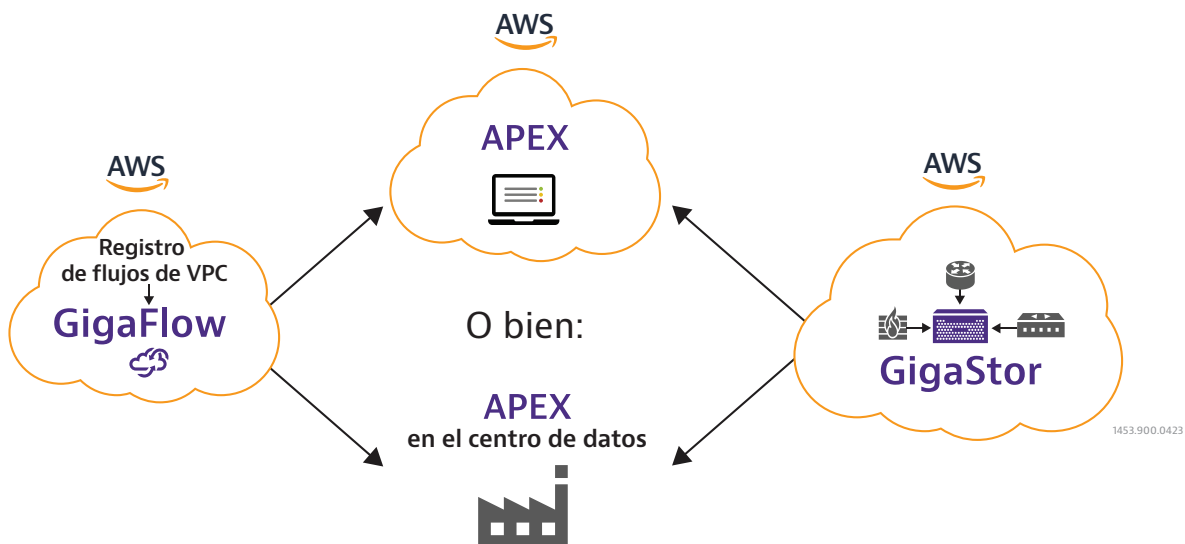 AWS
APEX
AWS
Registro
de flujos de VPC
GigaFlow
AWS
GigaStor
O bien:
APEX
en el centro de datos
1453.900.0423